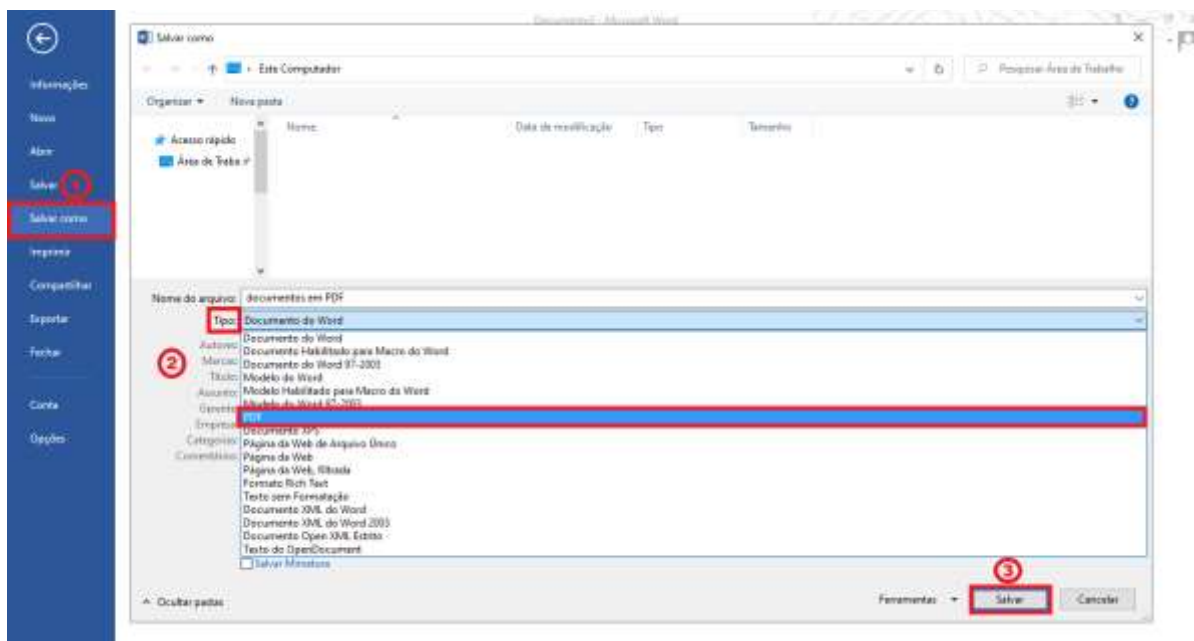 Documento2 - Microsoft Word
Salvar como
Este Computador
Pesquisar Área de Trabalho
Organizar
Nova pasta
Nome
Data de modificação
Tipo
Tamanho
Acesso rápido
Área de Traba
Informações
Novo
Abrir
Salvar
1
Salvar como
Imprimir
Compartilhar
Exportar
Fechar
Conta
Opções
Nome do arquivo: documentos em PDF
Tipo: Documento do Word
2
Autores:
Marcas:
Título:
Assunto:
Gerente:
Empresa:
Categorias:
Comentários:
Documento do Word
Documento Habilitado para Macro do Word
Documento do Word 97-2003
Modelo do Word
Modelo Habilitado para Macro do Word
Modelo do Word 97-2003
PDF
Documento XPS
Página da Web de Arquivo Único
Página da Web
Página da Web, filtrada
Formato Rich Text
Texto sem Formatação
Documento XML do Word
Documento XML do Word 2003
Documento Open XML Estrito
Texto do OpenDocument
Salvar Miniatura
3
Ocultar pastas
Ferramentas
Salvar
Cancelar